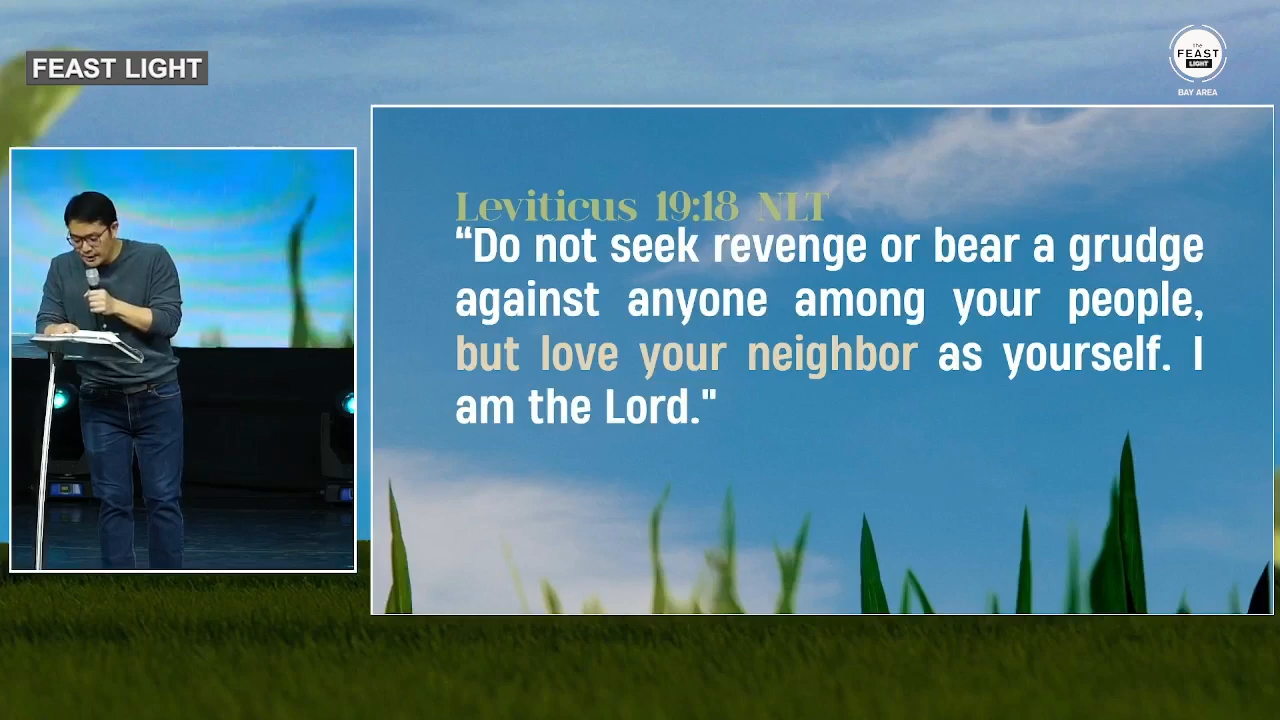 FEAST LIGHT
the
FEAST
LIGHT
BAY AREA
Leviticus 19:18 NLT
“Do not seek revenge or bear a grudge
against anyone among your people,
but love your neighbor as yourself. I
am the Lord."